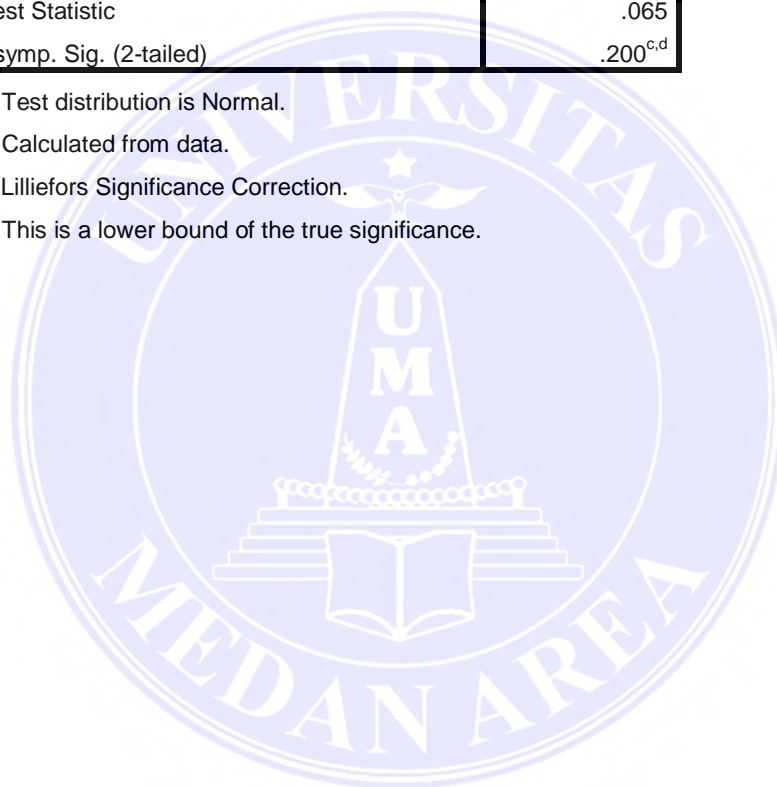 est Statistic .065
symp. Sig. (2-tailed) .200c,d
Test distribution is Normal.
Calculated from data.
Lilliefors Significance Correction.
This is a lower bound of the true significance.
UNIVERSITAS
U
M
A
MEDAN AREA